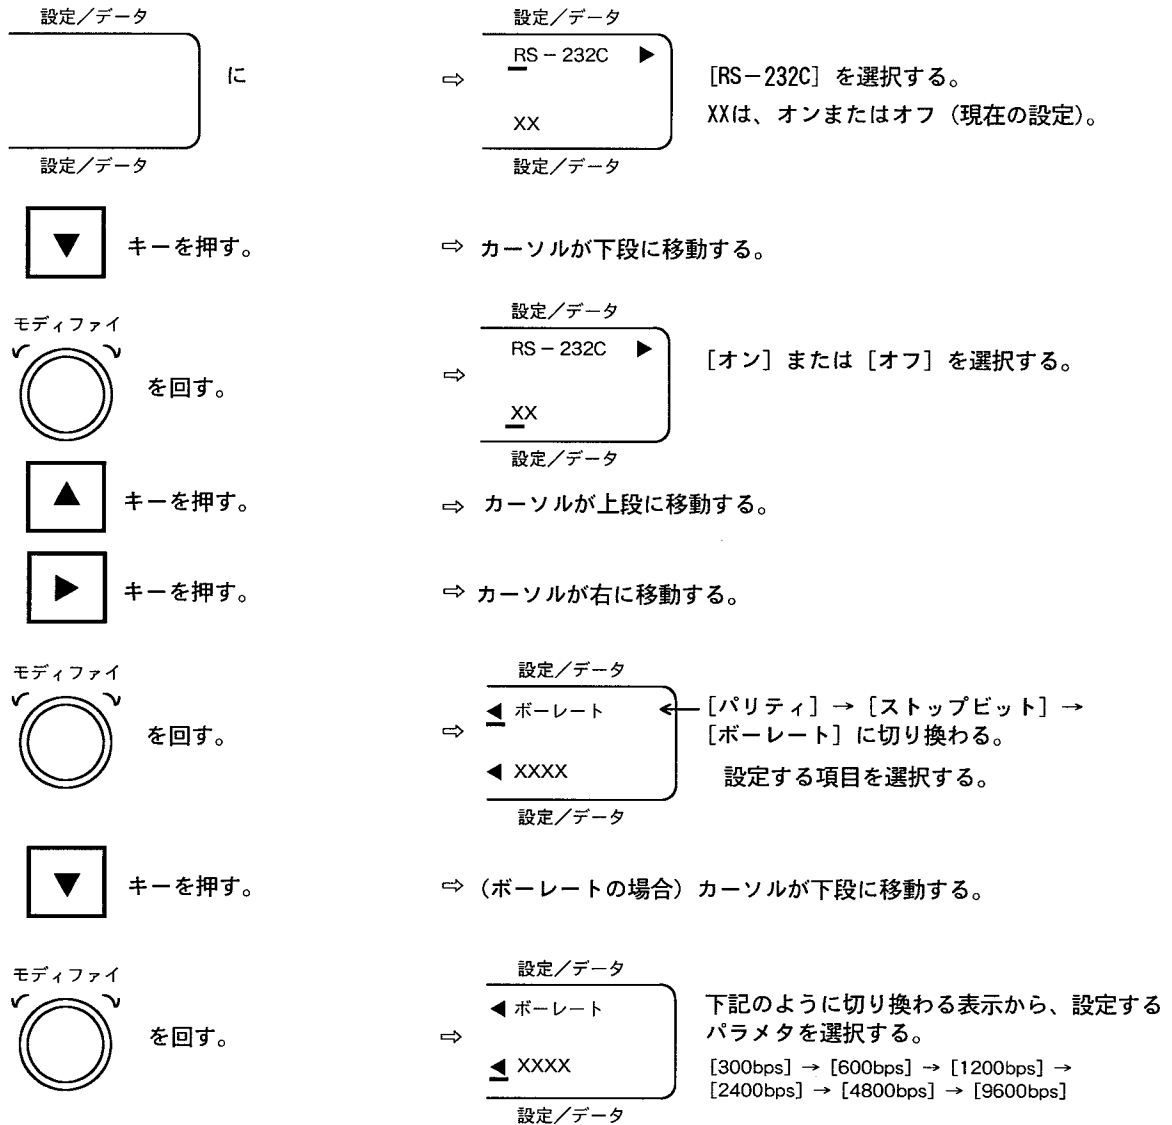 設定／データ
に
設定／データ
⇨
設定／データ
RS－232C ▶
XX
設定／データ
［RS－232C］を選択する。
XXは、オンまたはオフ（現在の設定）。
▼ キーを押す。
⇨ カーソルが下段に移動する。
モディファイ
を回す。
⇨
設定／データ
RS－232C ▶
XX
設定／データ
［オン］または［オフ］を選択する。
▲ キーを押す。
⇨ カーソルが上段に移動する。
▶ キーを押す。
⇨ カーソルが右に移動する。
モディファイ
を回す。
⇨
設定／データ
◀ ボーレート
◀ XXXX
設定／データ
［パリティ］→［ストップビット］→
［ボーレート］に切り換わる。
設定する項目を選択する。
▼ キーを押す。
⇨（ボーレートの場合）カーソルが下段に移動する。
モディファイ
を回す。
⇨
設定／データ
◀ ボーレート
◀ XXXX
設定／データ
下記のように切り換わる表示から、設定する
パラメタを選択する。
［300bps］→［600bps］→［1200bps］→
［2400bps］→［4800bps］→［9600bps］